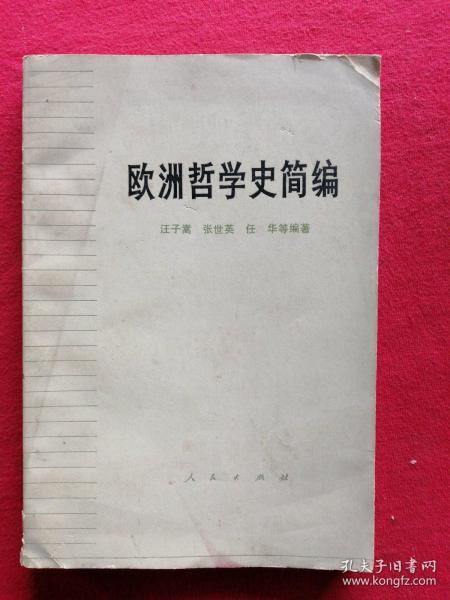 欧洲哲学史简编
汪子嵩 张世英 任 华等编著
人民出版社
孔夫子旧书网
www.kongfz.com